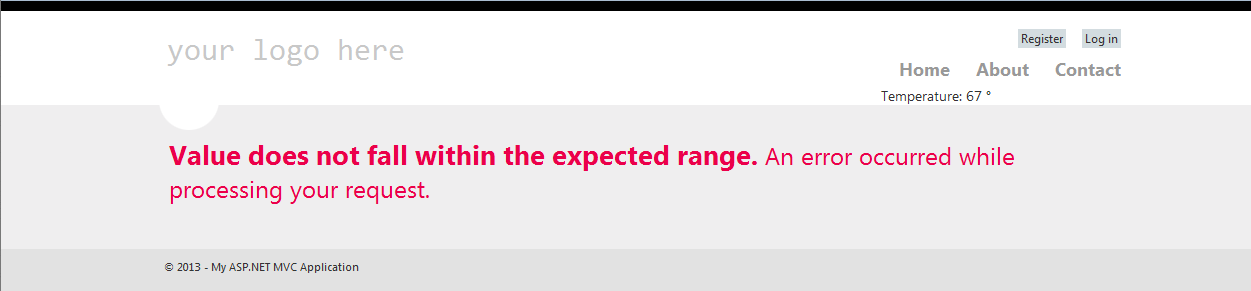 your logo here
Register Log in
Home About Contact
Temperature: 67 °
Value does not fall within the expected range. An error occurred while
processing your request.
© 2013 - My ASP.NET MVC Application